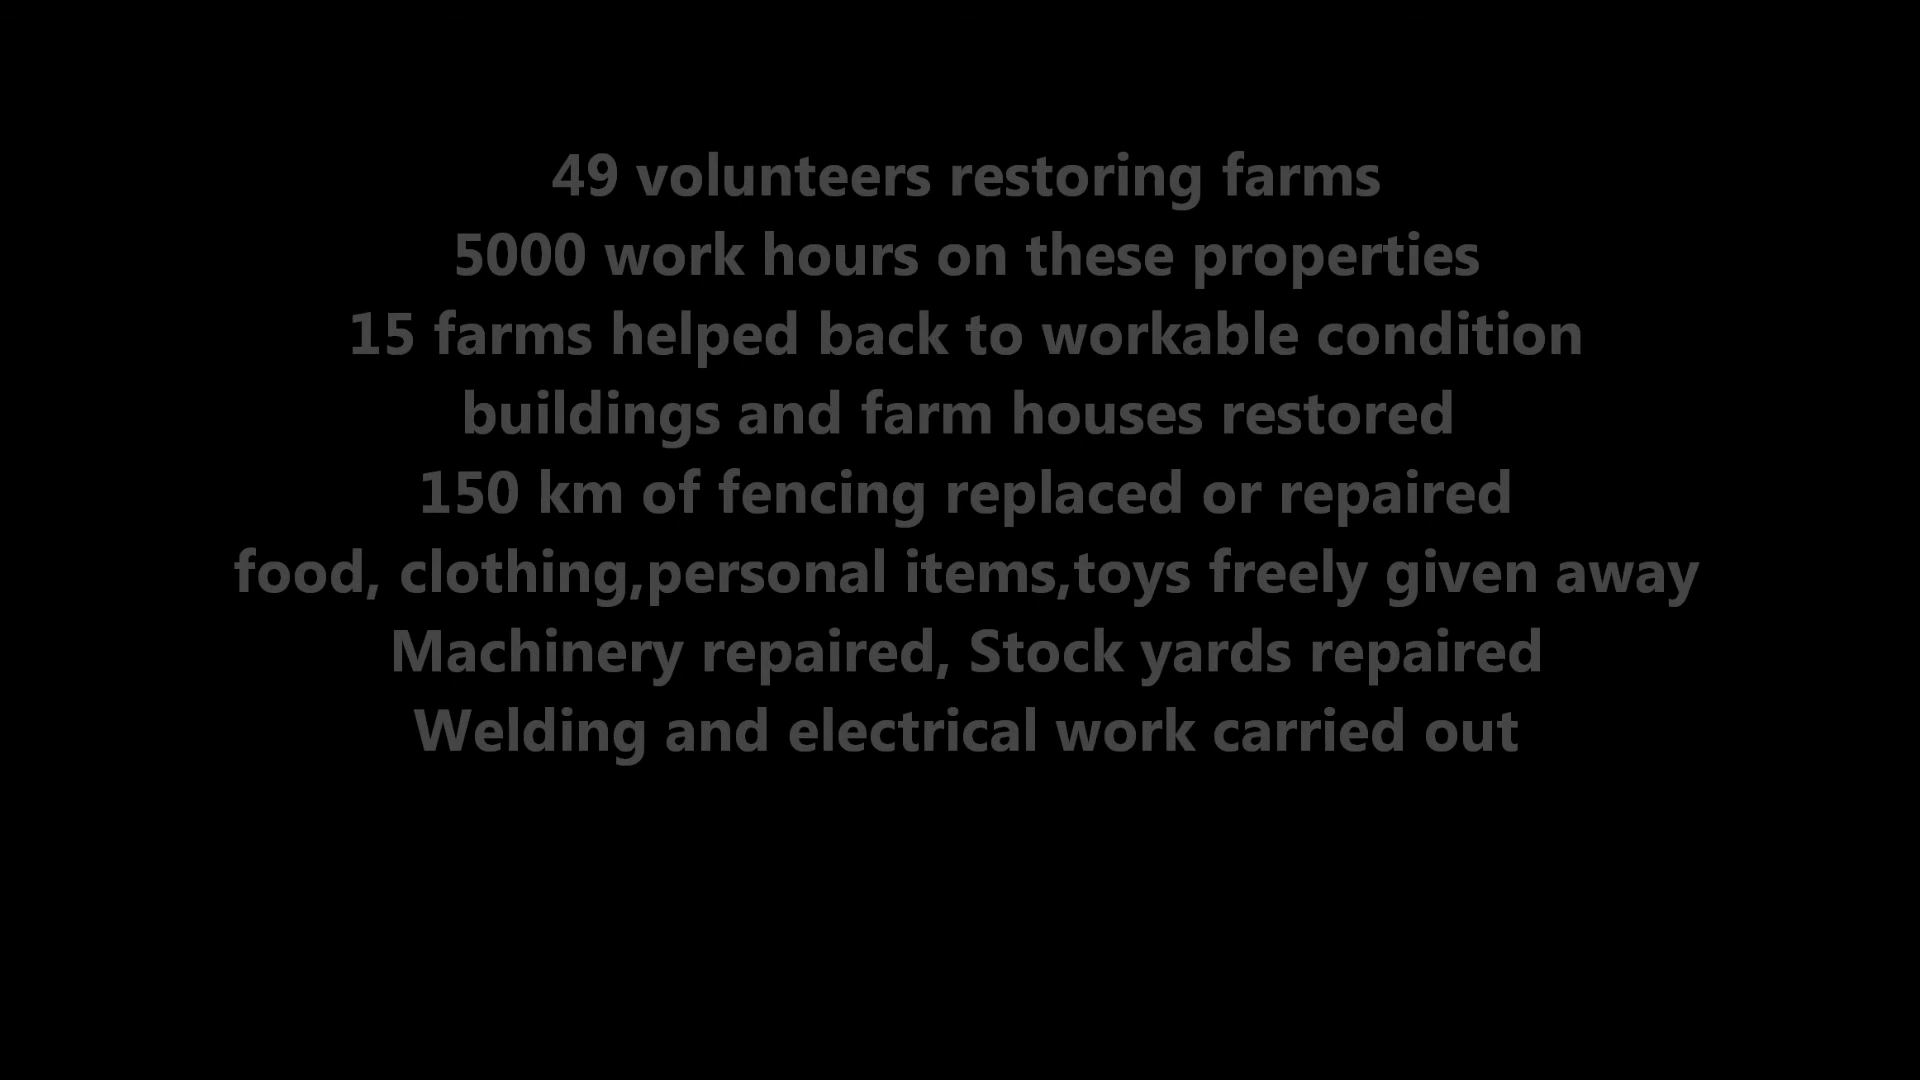 49 volunteers restoring farms
5000 work hours on these properties
15 farms helped back to workable condition
buildings and farm houses restored
150 km of fencing replaced or repaired
food, clothing,personal items,toys freely given away
Machinery repaired, Stock yards repaired
Welding and electrical work carried out